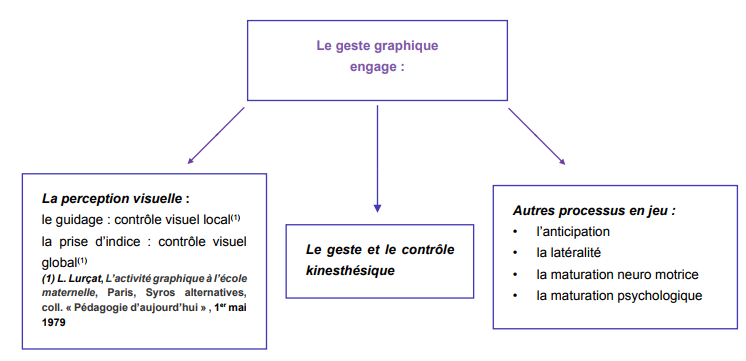 Le geste graphique
engage :
La perception visuelle :
le guidage : contrôle visuel local(1)
la prise d’indice : contrôle visuel
global(1)
(1) L. Lurçat, L’activité graphique à l’école
maternelle, Paris, Syros alternatives,
coll. « Pédagogie d’aujourd’hui » , 1er mai
1979
Le geste et le contrôle
kinesthésique
Autres processus en jeu :
• l’anticipation
• la latéralité
• la maturation neuro motrice
• la maturation psychologique